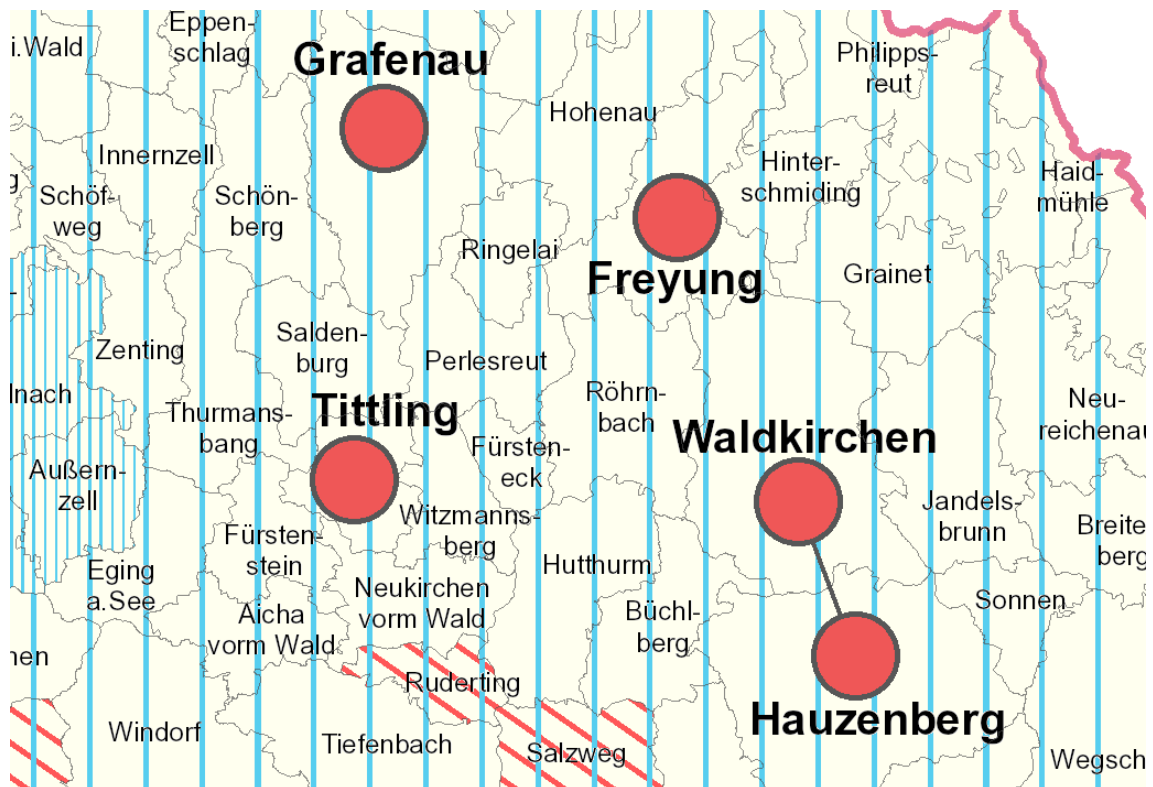 Eppen-
schlag
i.Wald
Grafenau
Philipps-
reut
Hohenau
Innernzell
Hinter-
schmiding
Haid-
mühle
g
Schöf-
weg
Schön-
berg
Ringelai
Freyung
Grainet
-
Salden-
burg
Zenting
Perlesreut
lnach
Röhrn-
bach
Neu-
reichenau
Thurmans-
bang
Tittling
Waldkirchen
Außern-
zell
Fürsten-
eck
Jandels-
brunn
Witzmanns-
berg
Breite
berg
Fürsten-
stein
Hutthurm
Eging
a.See
Neukirchen
vorm Wald
Sonnen
Aicha
vorm Wald
Büchl-
berg
hen
Ruderting
Hauzenberg
Windorf
Tiefenbach
Salzweg
Wegsch